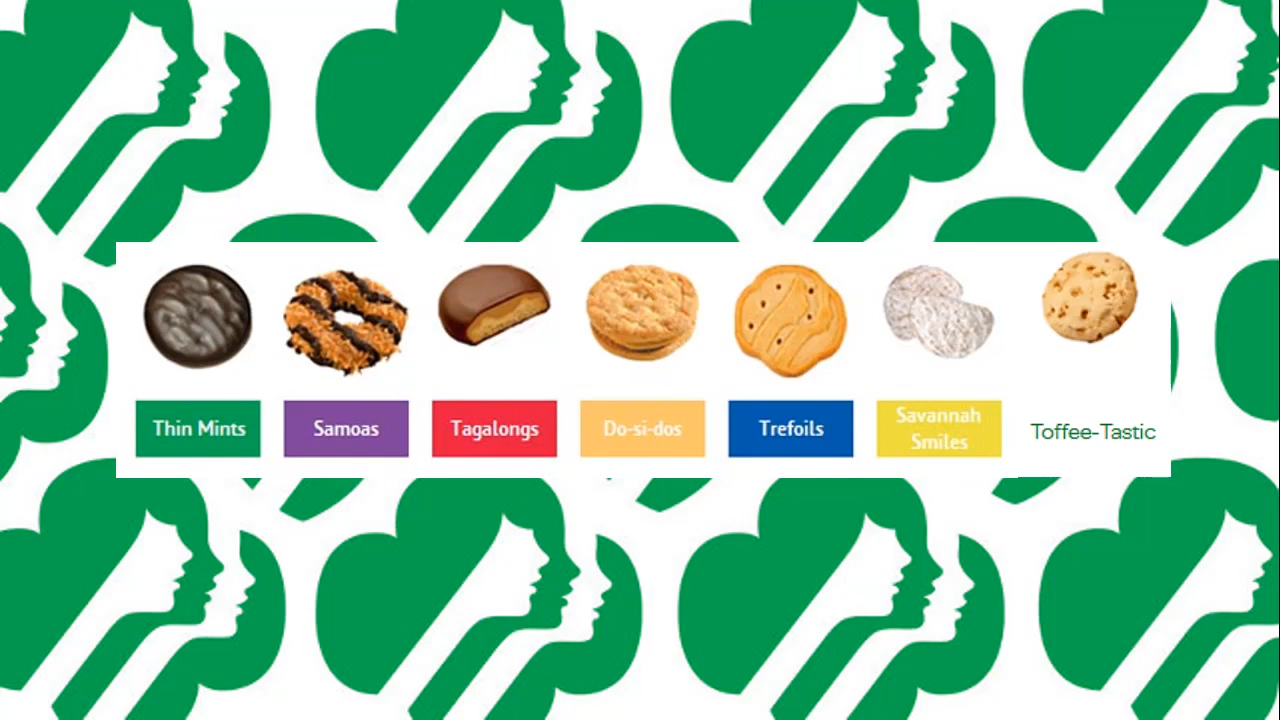 Thin Mints
Samoas
Tagalongs
Do-si-dos
Trefoils
Savannah
Smiles
Toffee-Tastic